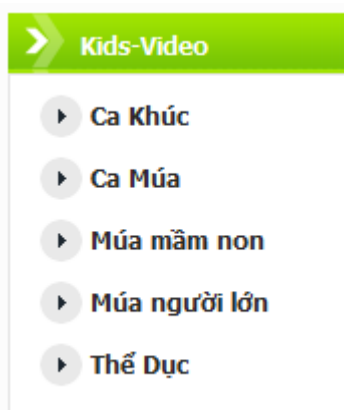 Kids-Video
Ca Khúc
Ca Múa
Múa mầm non
Múa người lớn
Thể Dục